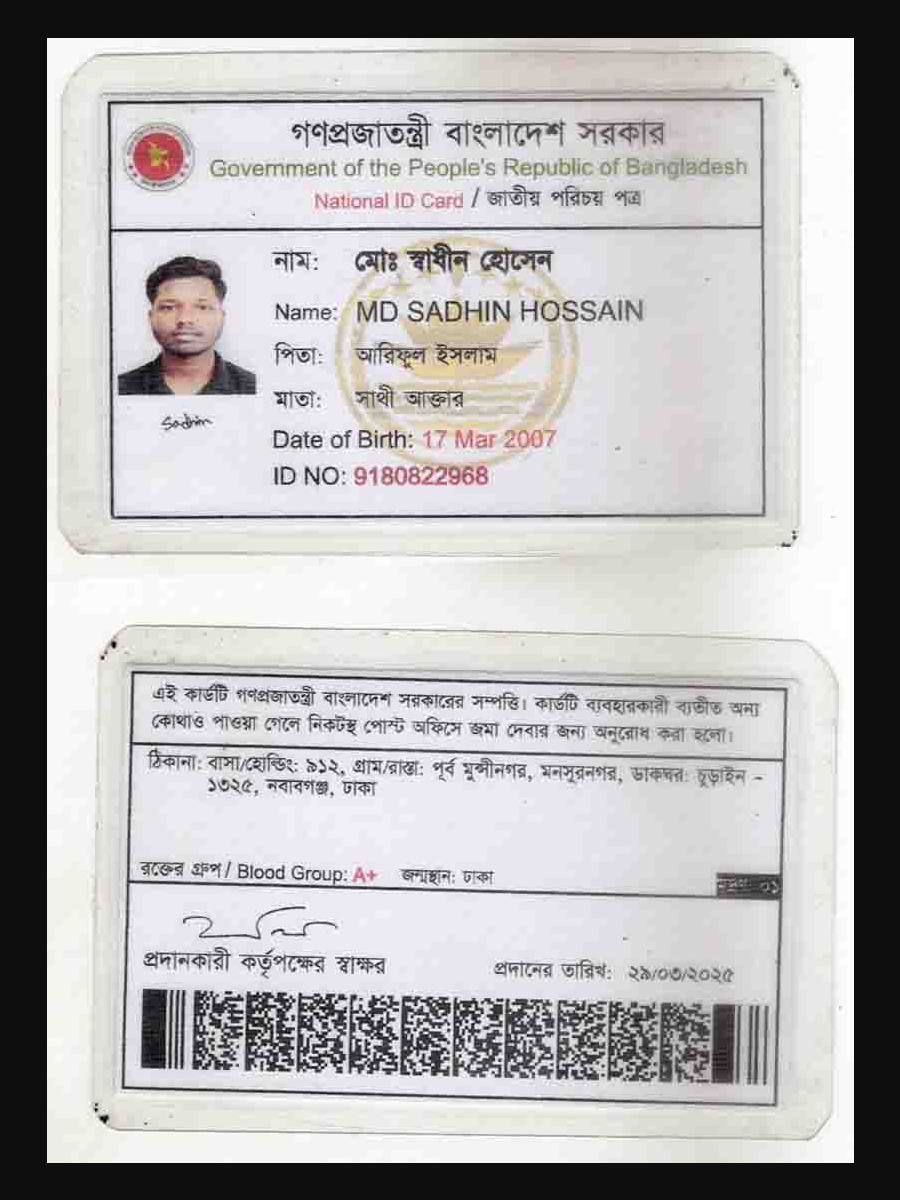 গণপ্রজাতন্ত্রী বাংলাদেশ সরকার
Government of the People's Republic of Bangladesh
National ID Card / জাতীয় পরিচয় পত্র
নাম: মোঃ স্বাধীন হোসেন
Name: MD SADHIN HOSSAIN
পিতা: আরিফুল ইসলাম
মাতা: সাথী আক্তার
Sadhin
Date of Birth: 17 Mar 2007
ID NO: 9180822968
এই কার্ডটি গণপ্রজাতন্ত্রী বাংলাদেশ সরকারের সম্পত্তি। কার্ডটি ব্যবহারকারী ব্যতীত অন্য
কোথাও পাওয়া গেলে নিকটস্থ পোস্ট অফিসে জমা দেবার জন্য অনুরোধ করা হলো।
ঠিকানা: বাসা/হোল্ডিং: ৯১২, গ্রাম/রাস্তা: পূর্ব মুন্সীনগর, মনসুরনগর, ডাকঘর: চুড়াইন -
১৩২৫, নবাবগঞ্জ, ঢাকা
রক্তের গ্রুপ / Blood Group: A+ জন্মস্থান: ঢাকা
প্রদানকারী কর্তৃপক্ষের স্বাক্ষর
প্রদানের তারিখ: ২৯/০৩/২০২৫